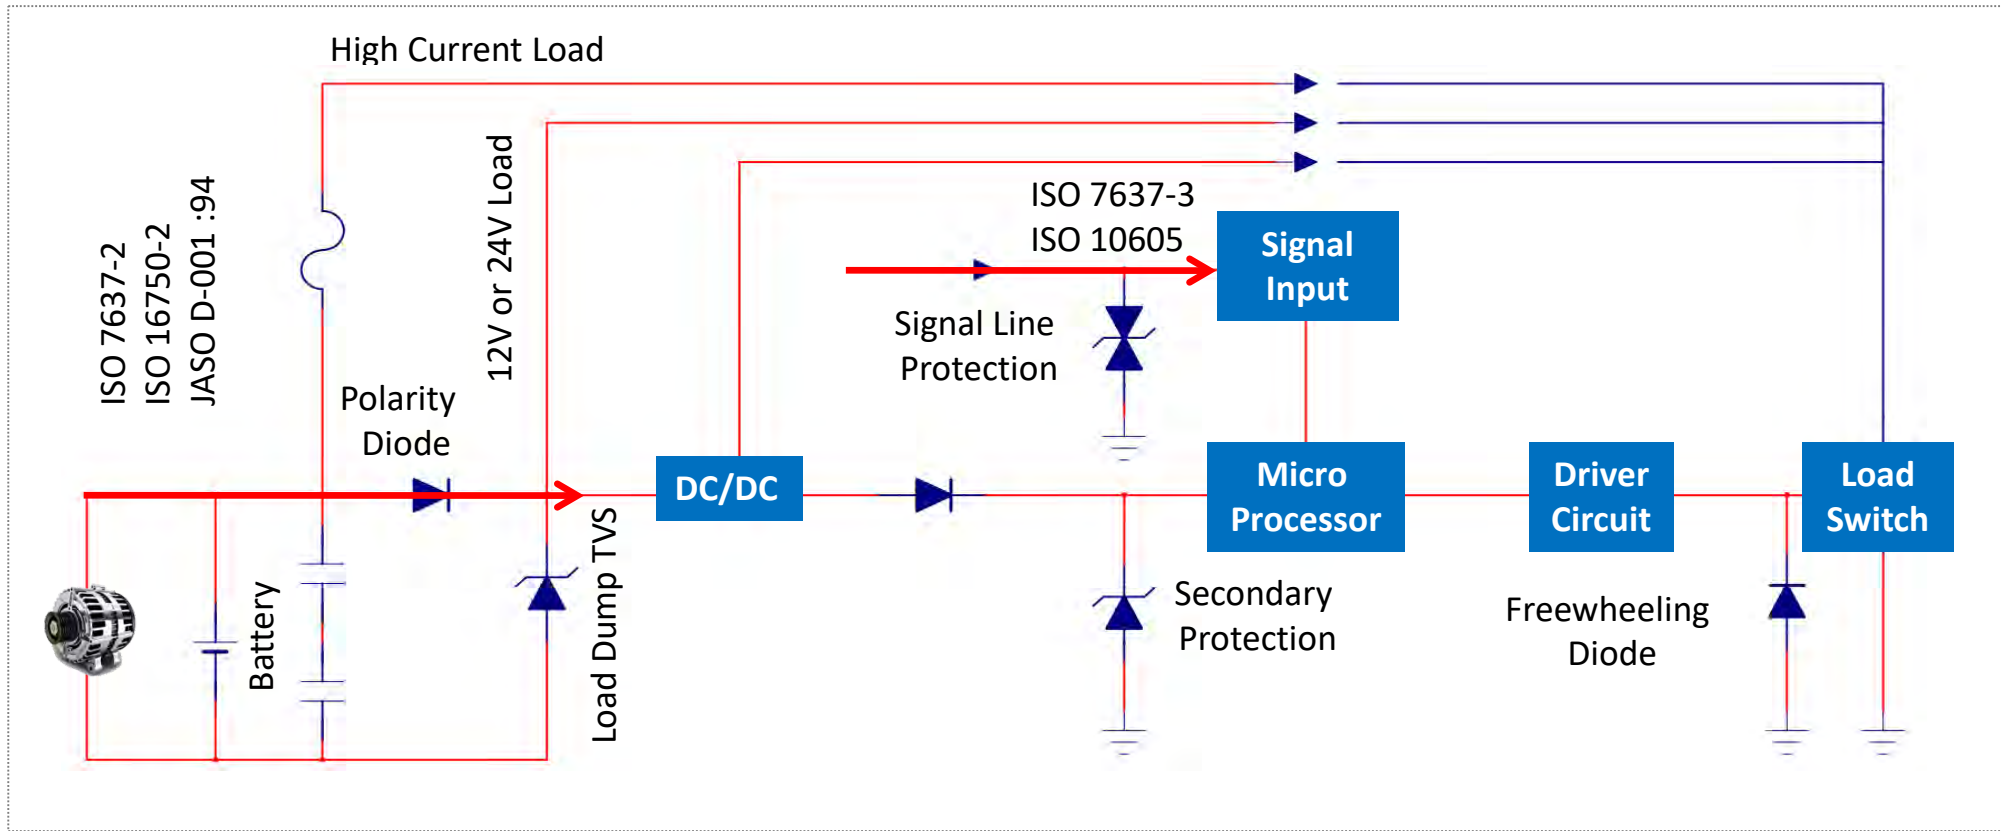 High Current Load
ISO 7637-2
ISO 16750-2
JASO D-001 :94
12V or 24V Load
ISO 7637-3
ISO 10605
Signal
Input
Signal Line
Protection
Polarity
Diode
DC/DC
Micro
Processor
Driver
Circuit
Load
Switch
Battery
Load Dump TVS
Secondary
Protection
Freewheeling
Diode